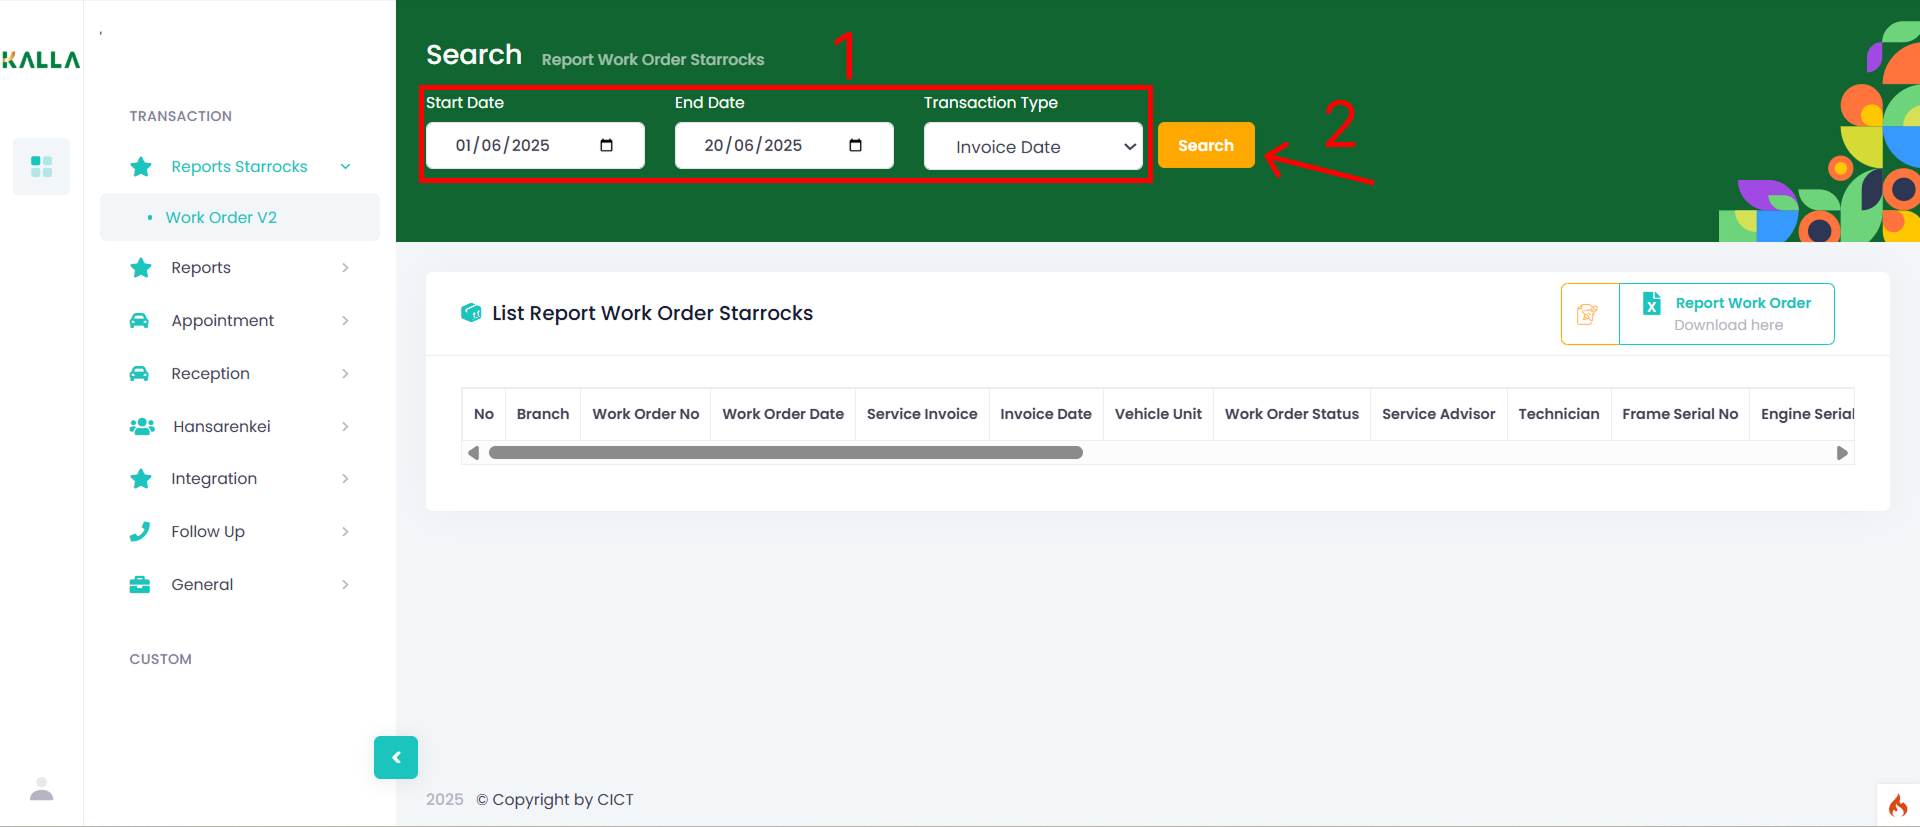 KALLA
TRANSACTION
Reports Starrocks
Work Order V2
Reports
Appointment
Reception
Hansarenkei
Integration
Follow Up
General
CUSTOM
Search Report Work Order Starrocks
1
Start Date End Date Transaction Type
01/06/2025 20/06/2025 Invoice Date Search
2
List Report Work Order Starrocks
Report Work Order
Download here
No Branch Work Order No Work Order Date Service Invoice Invoice Date Vehicle Unit Work Order Status Service Advisor Technician Frame Serial No Engine Serial
2025 © Copyright by CICT